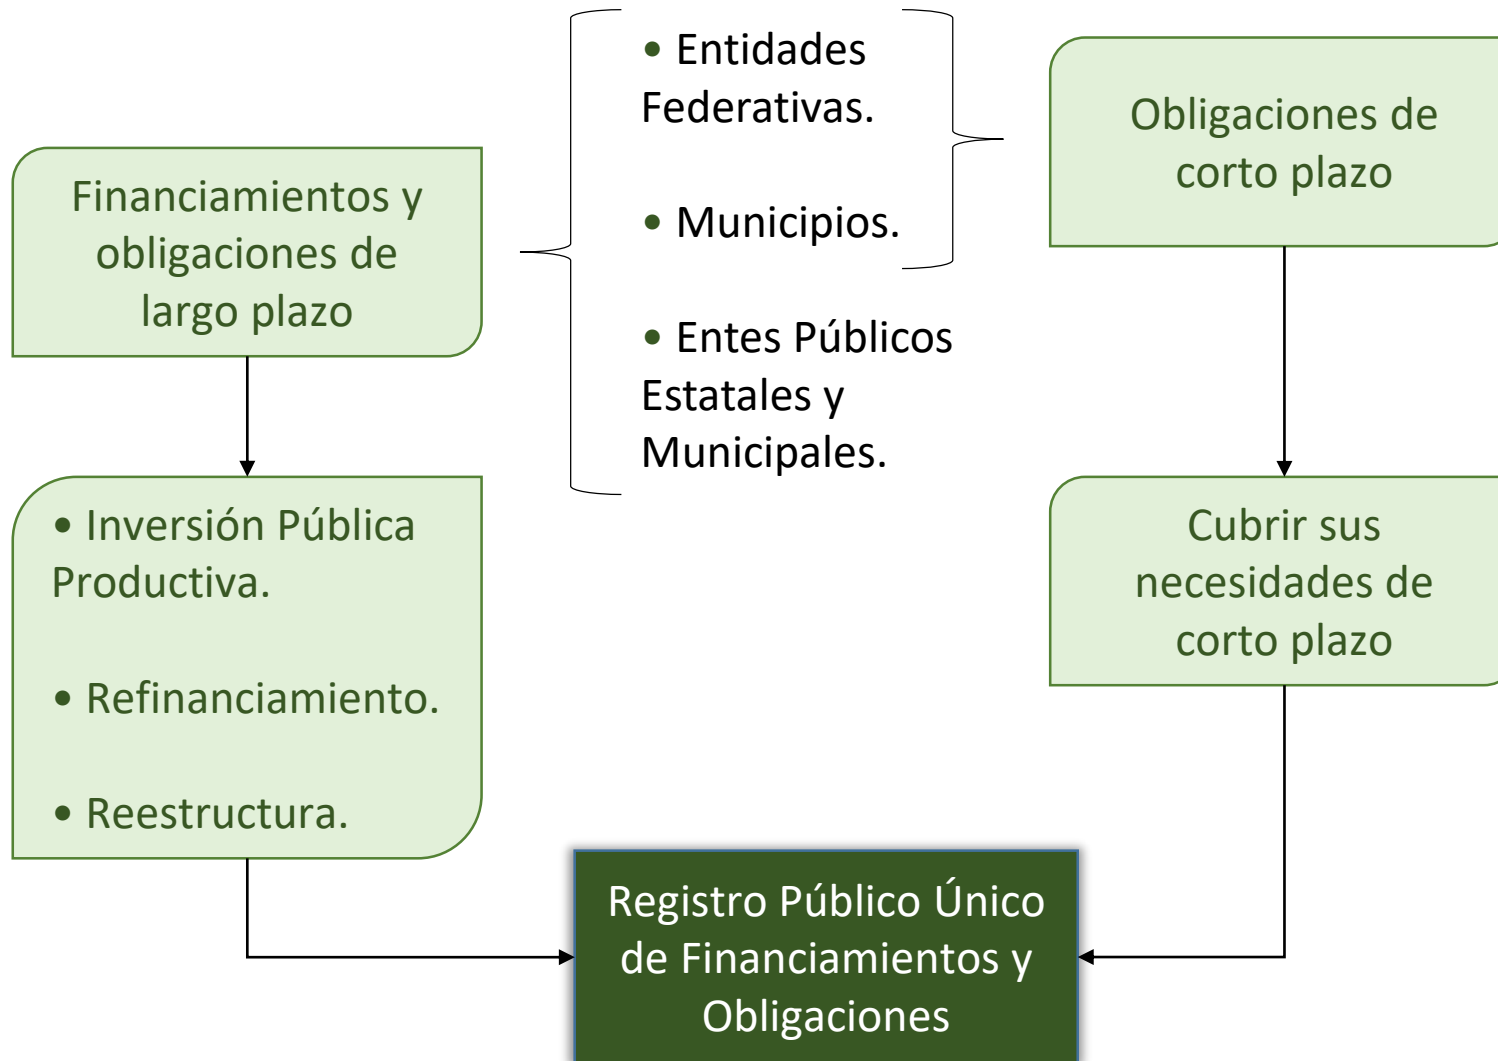 Financiamientos y
obligaciones de
largo plazo
• Inversión Pública
Productiva.
• Refinanciamiento.
• Reestructura.
• Entidades
Federativas.
• Municipios.
• Entes Públicos
Estatales y
Municipales.
Obligaciones de
corto plazo
Cubrir sus
necesidades de
corto plazo
Registro Público Único
de Financiamientos y
Obligaciones